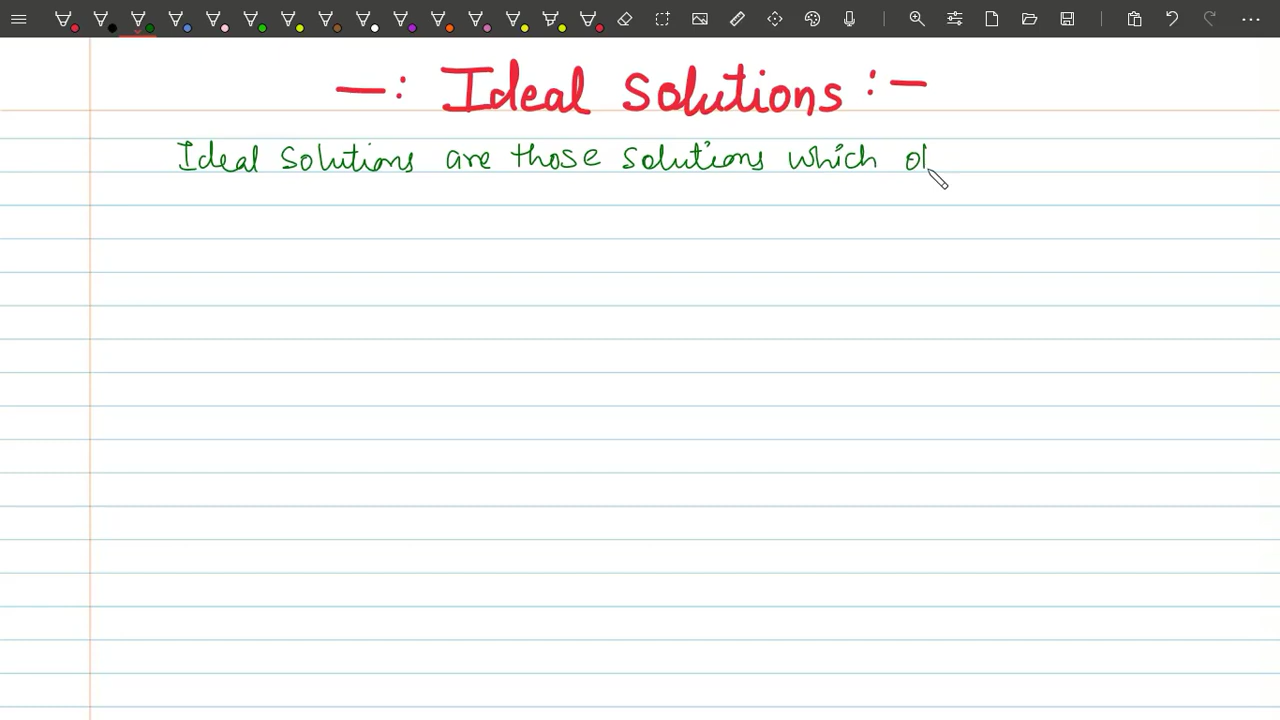 —: Ideal Solutions :—
Ideal Solutions are those solutions which